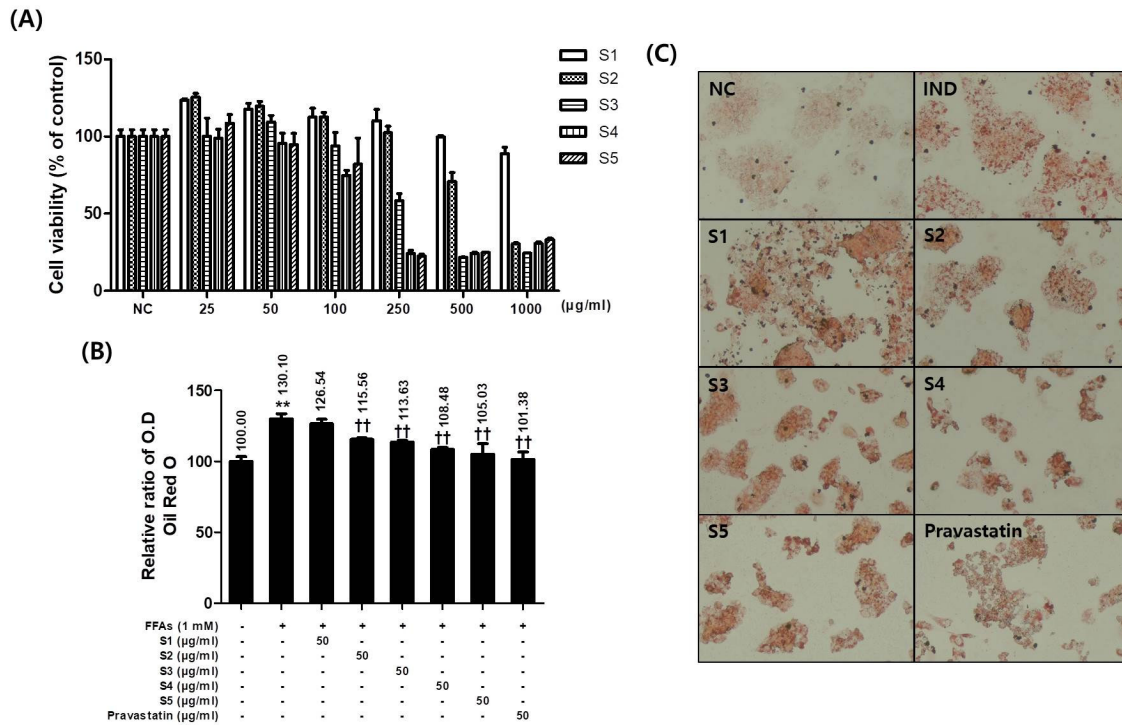 (A)
Cell viability (% of control)
150
100
50
0
NC 25 50 100 250 500 1000 (µg/ml)
S1
S2
S3
S4
S5
(B)
Relative ratio of O.D
Oil Red O
150
100
50
0
100.00
** 130.10
126.54
†† 115.56
†† 113.63
†† 108.48
†† 105.03
†† 101.38
FFAs (1 mM) - + + + + + + +
S1 (µg/ml) - - 50 - - - - -
S2 (µg/ml) - - - 50 - - - -
S3 (µg/ml) - - - - 50 - - -
S4 (µg/ml) - - - - - 50 - -
S5 (µg/ml) - - - - - - 50 -
Pravastatin (µg/ml) - - - - - - - 50
(C)
NC IND
S1 S2
S3 S4
S5 Pravastatin